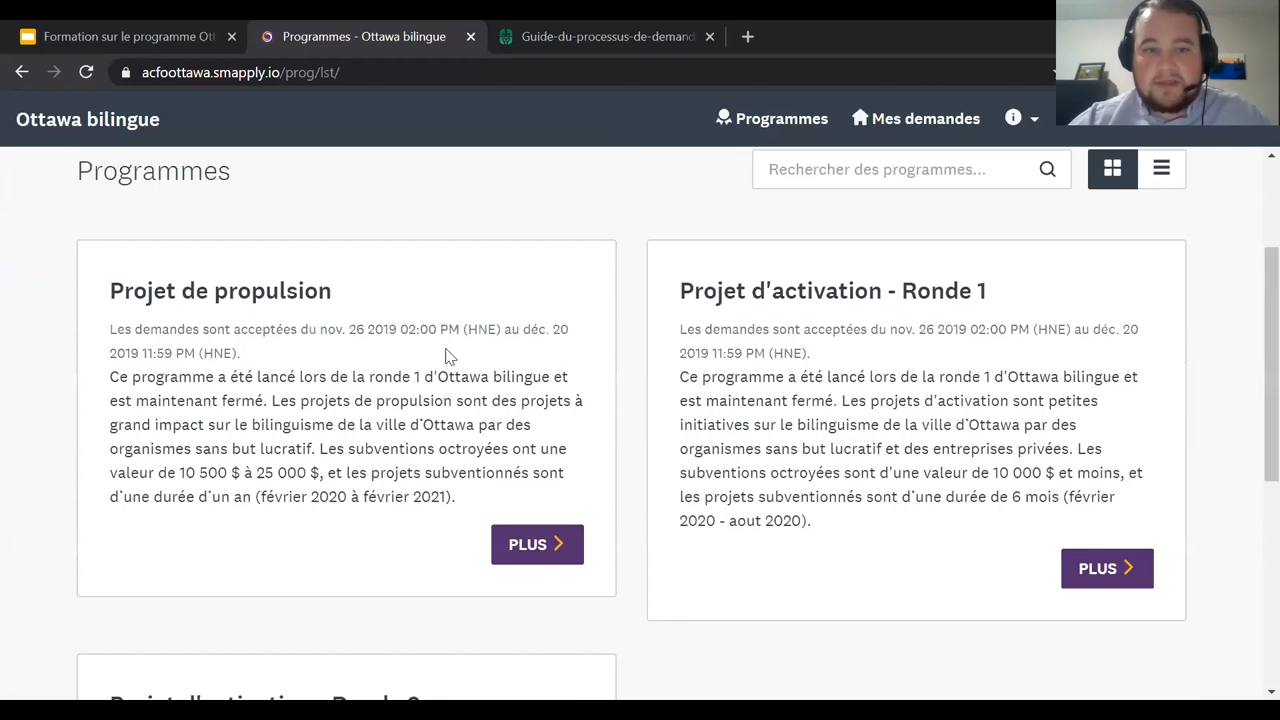 Formation sur le programme Ott
Programmes - Ottawa bilingue
Guide-du-processus-de-demand
acfoottawa.smapply.io/prog/lst/
Ottawa bilingue
Programmes
Mes demandes
Programmes
Rechercher des programmes...
Projet de propulsion
Les demandes sont acceptées du nov. 26 2019 02:00 PM (HNE) au déc. 20
2019 11:59 PM (HNE).
Ce programme a été lancé lors de la ronde 1 d'Ottawa bilingue et
est maintenant fermé. Les projets de propulsion sont des projets à
grand impact sur le bilinguisme de la ville d'Ottawa par des
organismes sans but lucratif. Les subventions octroyées ont une
valeur de 10 500 $ à 25 000 $, et les projets subventionnés sont
d'une durée d'un an (février 2020 à février 2021).
PLUS
Projet d'activation - Ronde 1
Les demandes sont acceptées du nov. 26 2019 02:00 PM (HNE) au déc. 20
2019 11:59 PM (HNE).
Ce programme a été lancé lors de la ronde 1 d'Ottawa bilingue et
est maintenant fermé. Les projets d'activation sont petites
initiatives sur le bilinguisme de la ville d'Ottawa par des
organismes sans but lucratif et des entreprises privées. Les
subventions octroyées sont d'une valeur de 10 000 $ et moins, et
les projets subventionnés sont d'une durée de 6 mois (février
2020 - aout 2020).
PLUS